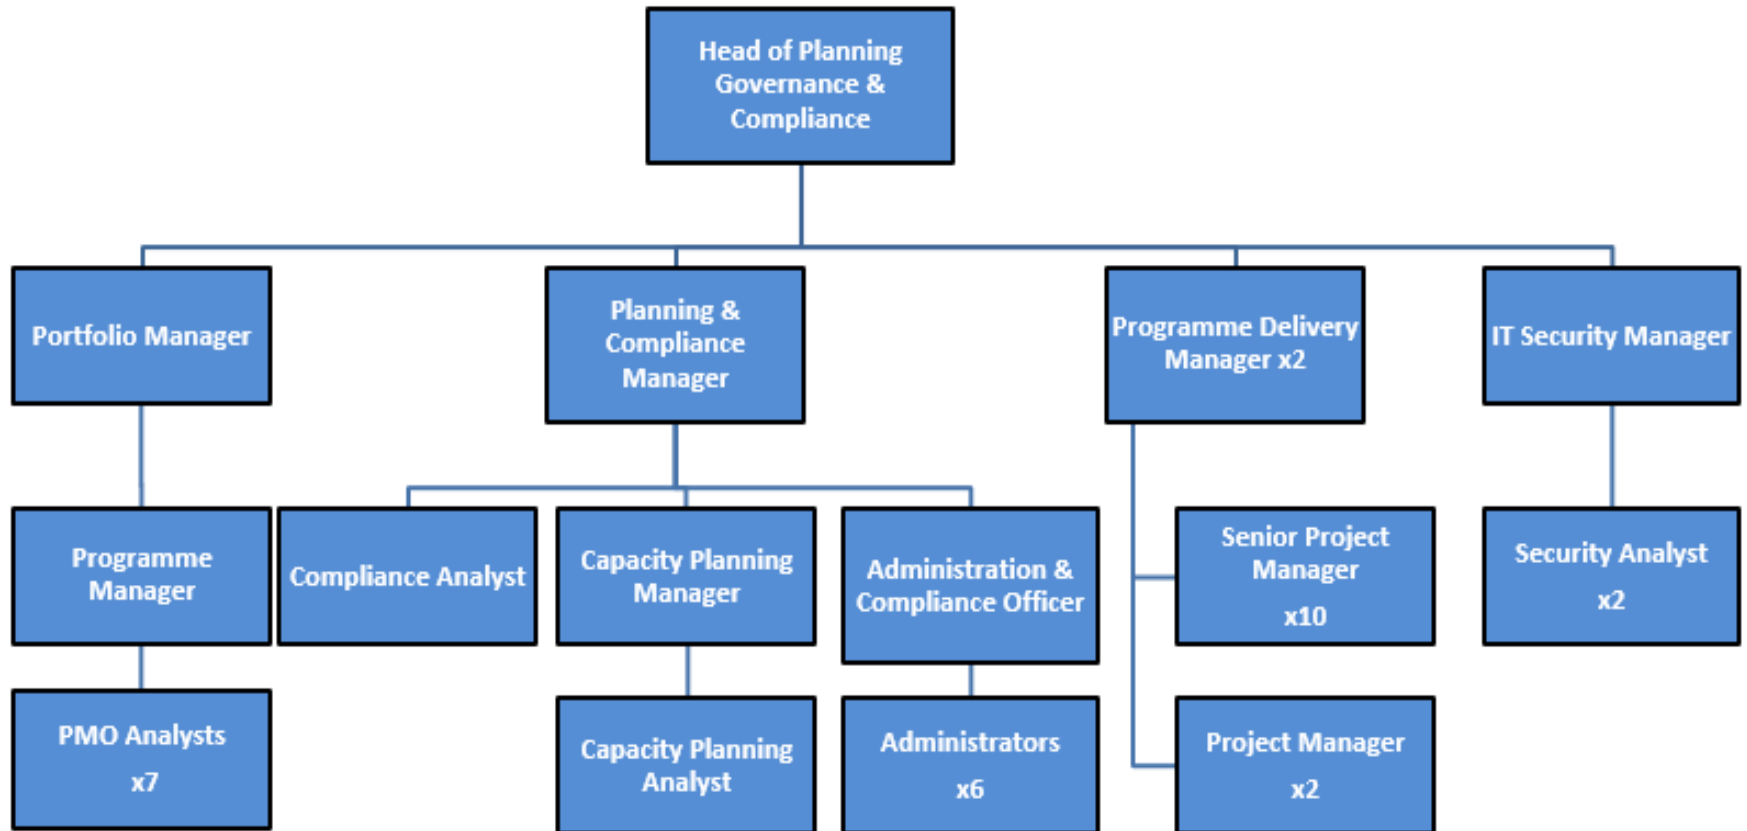 Head of Planning
Governance &
Compliance
Portfolio Manager
Planning &
Compliance
Manager
Programme Delivery
Manager x2
IT Security Manager
Programme
Manager
Compliance Analyst
Capacity Planning
Manager
Administration &
Compliance Officer
Senior Project
Manager
x10
Security Analyst
x2
PMO Analysts
x7
Capacity Planning
Analyst
Administrators
x6
Project Manager
x2